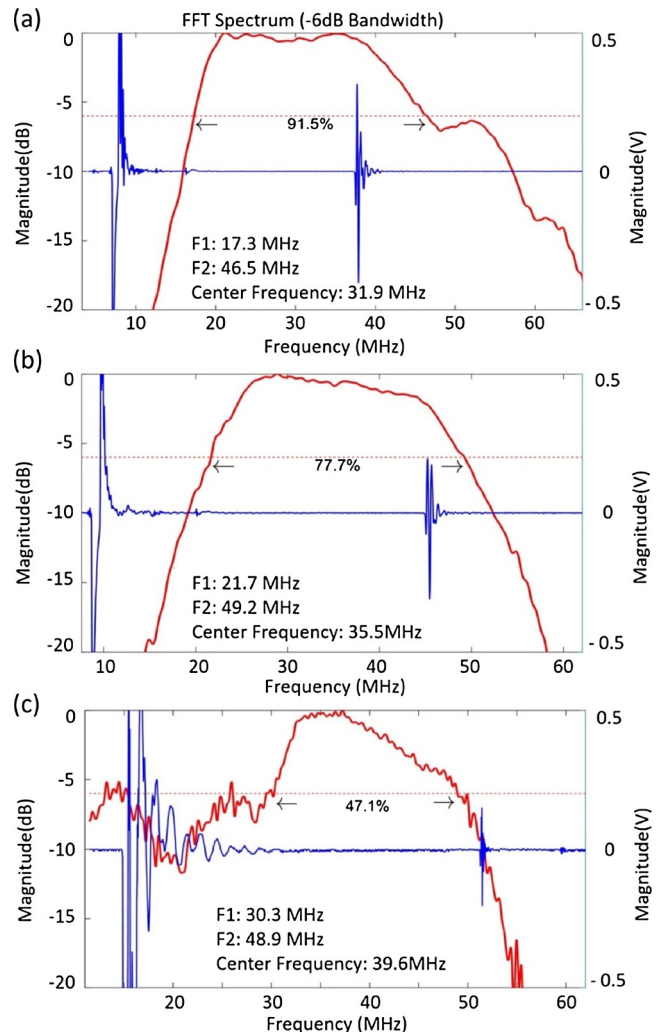 (a)
FFT Spectrum (-6dB Bandwidth)
0
-5
-10
-15
-20
Magnitude(dB)
0.5
0
- 0.5
Magnitude(V)
91.5%
F1: 17.3 MHz
F2: 46.5 MHz
Center Frequency: 31.9 MHz
10 20 30 40 50 60
Frequency (MHz)
(b)
0
-5
-10
-15
-20
Magnitude(dB)
0.5
0
- 0.5
Magnitude(V)
77.7%
F1: 21.7 MHz
F2: 49.2 MHz
Center Frequency: 35.5MHz
10 20 30 40 50 60
Frequency (MHz)
(c)
0
-5
-10
-15
-20
Magnitude(dB)
0.5
0
- 0.5
Magnitude(V)
47.1%
F1: 30.3 MHz
F2: 48.9 MHz
Center Frequency: 39.6MHz
20 30 40 50 60
Frequency (MHz)